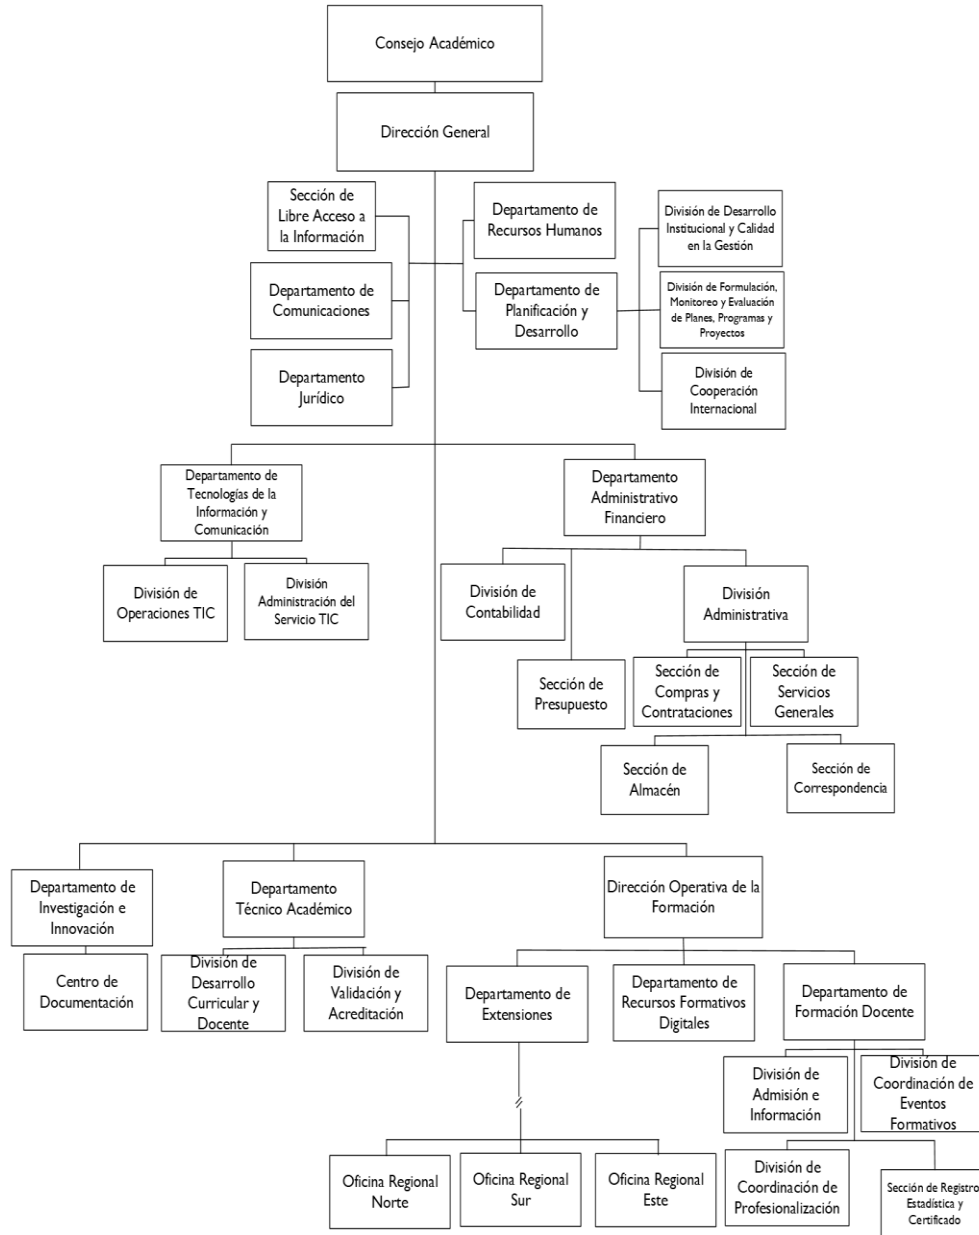 Consejo Académico
Dirección General
Sección de
Libre Acceso a
la Información
Departamento de
Recursos Humanos
División de Desarrollo
Institucional y Calidad
en la Gestión
Departamento de
Comunicaciones
Departamento de
Planificación y
Desarrollo
División de Formulación,
Monitoreo y Evaluación
de Planes, Programas y
Proyectos
Departamento
Jurídico
División de
Cooperación
Internacional
Departamento de
Tecnologías de la
Información y
Comunicación
Departamento
Administrativo
Financiero
División de
Operaciones TIC
División
Administración del
Servicio TIC
División de
Contabilidad
División
Administrativa
Sección de
Presupuesto
Sección de
Compras y
Contrataciones
Sección de
Servicios
Generales
Sección de
Almacén
Sección de
Correspondencia
Departamento de
Investigación e
Innovación
Departamento
Técnico Académico
Dirección Operativa de la
Formación
Centro de
Documentación
División de
Desarrollo
Curricular y
Docente
División de
Validación y
Acreditación
Departamento de
Extensiones
Departamento de
Recursos Formativos
Digitales
Departamento de
Formación Docente
División de
Admisión e
Información
División de
Coordinación de
Eventos
Formativos
Oficina Regional
Norte
Oficina Regional
Sur
Oficina Regional
Este
División de
Coordinación de
Profesionalización
Sección de Registro
Estadística y
Certificado